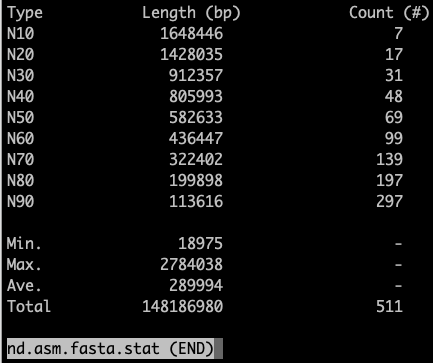 Type Length (bp) Count (#)
N10 1648446 7
N20 1428035 17
N30 912357 31
N40 805993 48
N50 582633 69
N60 436447 99
N70 322402 139
N80 199898 197
N90 113616 297
Min. 18975 -
Max. 2784038 -
Ave. 289994 -
Total 148186980 511
nd.asm.fasta.stat (END)